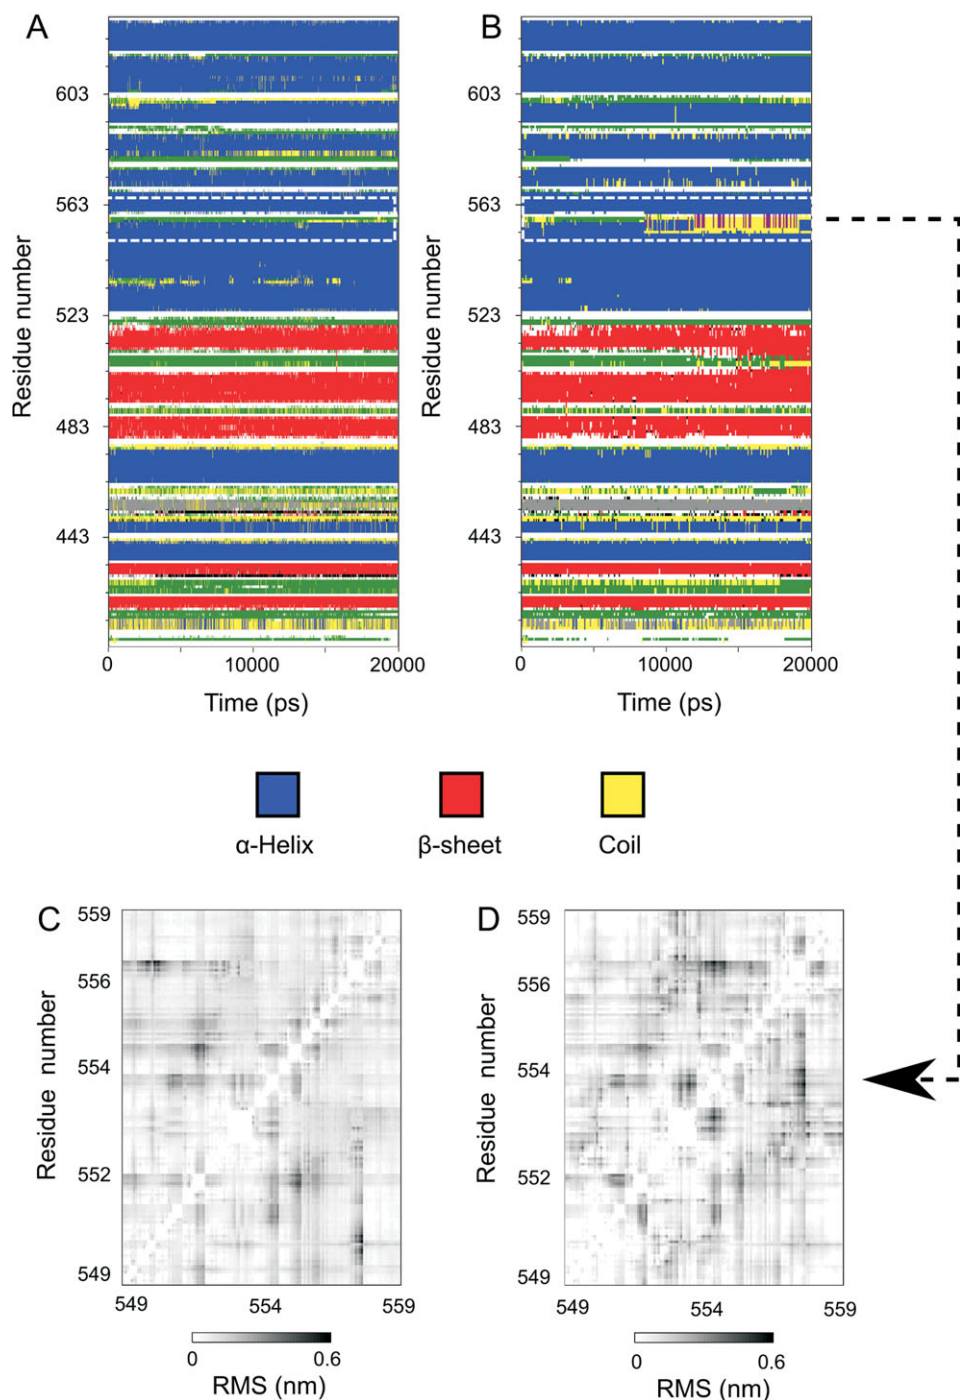 A
B
603
563
523
483
443
Residue number
0
10000
20000
Time (ps)
603
563
523
483
443
Residue number
0
10000
20000
Time (ps)
α-Helix
β-sheet
Coil
C
559
556
554
552
549
Residue number
549
554
559
0
0.6
RMS (nm)
D
559
556
554
552
549
Residue number
549
554
559
0
0.6
RMS (nm)